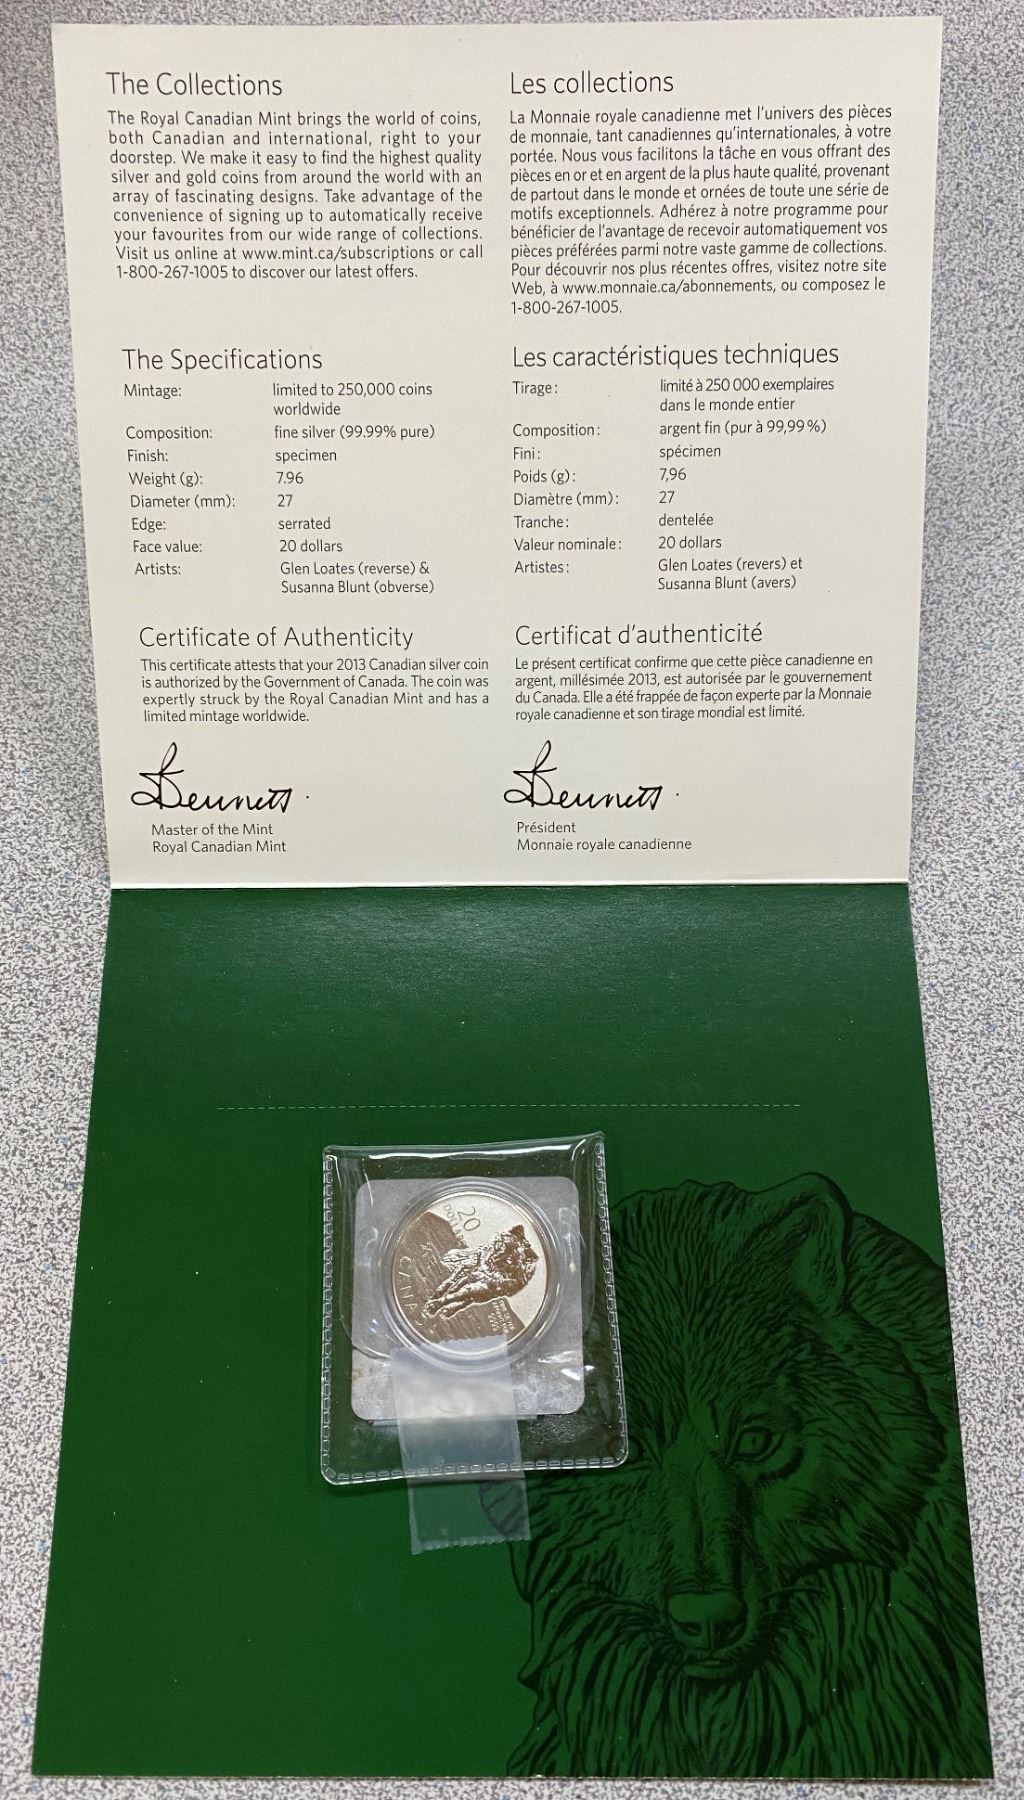 The Collections
The Royal Canadian Mint brings the world of coins,
both Canadian and international, right to your
doorstep. We make it easy to find the highest quality
silver and gold coins from around the world with an
array of fascinating designs. Take advantage of the
convenience of signing up to automatically receive
your favourites from our wide range of collections.
Visit us online at www.mint.ca/subscriptions or call
1-800-267-1005 to discover our latest offers.
Les collections
La Monnaie royale canadienne met l'univers des pièces
de monnaie, tant canadiennes qu'internationales, à votre
portée. Nous vous facilitons la tâche en vous offrant des
pièces en or et en argent de la plus haute qualité, provenant
de partout dans le monde et ornées de toute une série de
motifs exceptionnels. Adhérez à notre programme pour
bénéficier de l'avantage de recevoir automatiquement vos
pièces préférées parmi notre vaste gamme de collections.
Pour découvrir nos plus récentes offres, visitez notre site
Web, à www.monnaie.ca/abonnements, ou composez le
1-800-267-1005.
The Specifications
Mintage: limited to 250,000 coins
worldwide
Composition: fine silver (99.99% pure)
Finish: specimen
Weight (g): 7.96
Diameter (mm): 27
Edge: serrated
Face value: 20 dollars
Artists: Glen Loates (reverse) &
Susanna Blunt (obverse)
Les caractéristiques techniques
Tirage: limité à 250 000 exemplaires
dans le monde entier
Composition: argent fin (pur à 99,99 %)
Fini: spécimen
Poids (g): 7,96
Diamètre (mm): 27
Tranche: dentelée
Valeur nominale: 20 dollars
Artistes: Glen Loates (revers) et
Susanna Blunt (avers)
Certificate of Authenticity
This certificate attests that your 2013 Canadian silver coin
is authorized by the Government of Canada. The coin was
expertly struck by the Royal Canadian Mint and has a
limited mintage worldwide.
Bennett
Master of the Mint
Royal Canadian Mint
Certificat d'authenticité
Le présent certificat confirme que cette pièce canadienne en
argent, millésimée 2013, est autorisée par le gouvernement
du Canada. Elle a été frappée de façon experte par la Monnaie
royale canadienne et son tirage mondial est limité.
Bennett
Président
Monnaie royale canadienne
20
DOLLARS
CANADA